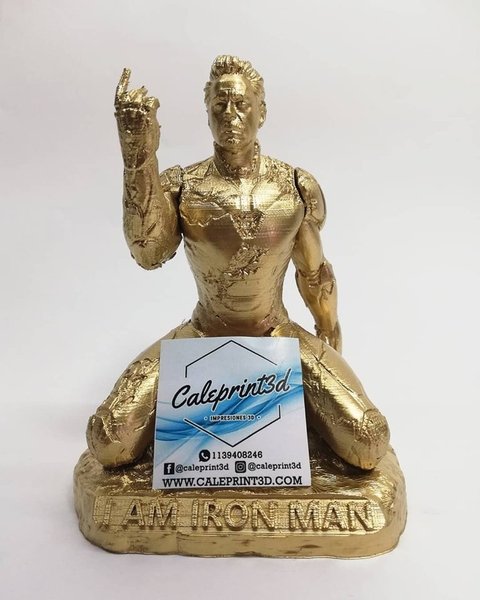 Caleprint3d
• IMPRESIONES 3D •
1139408246
@caleprint3d @caleprint3d
WWW.CALEPRINT3D.COM
I AM IRON MAN